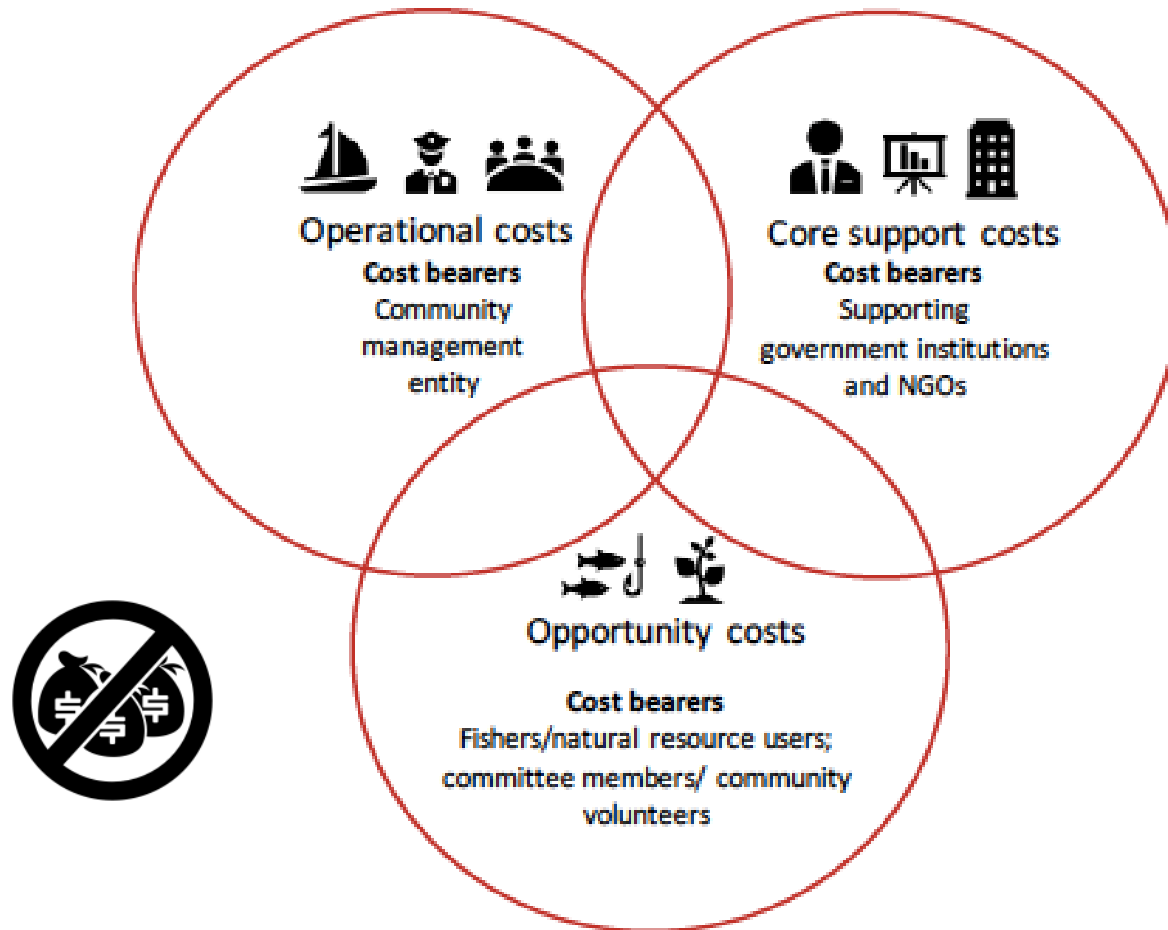 Operational costs
Cost bearers
Community
management
entity
Core support costs
Cost bearers
Supporting
government institutions
and NGOs
Opportunity costs
Cost bearers
Fishers/natural resource users;
committee members/ community
volunteers